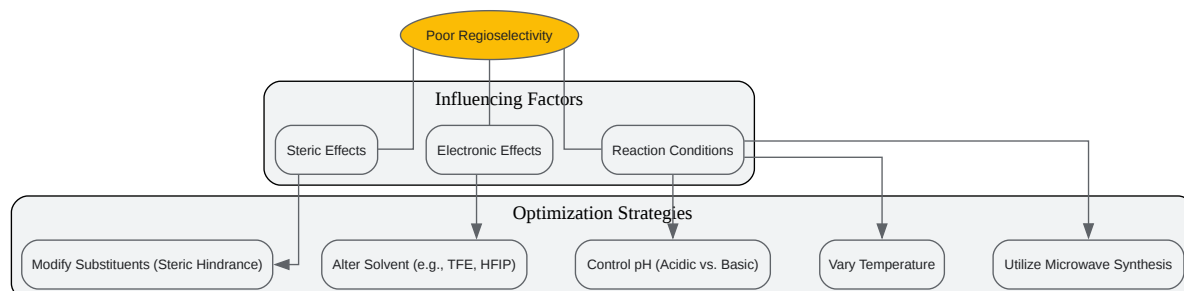 Poor Regioselectivity
Influencing Factors
Steric Effects
Electronic Effects
Reaction Conditions
Optimization Strategies
Modify Substituents (Steric Hindrance)
Alter Solvent (e.g., TFE, HFIP)
Control pH (Acidic vs. Basic)
Vary Temperature
Utilize Microwave Synthesis